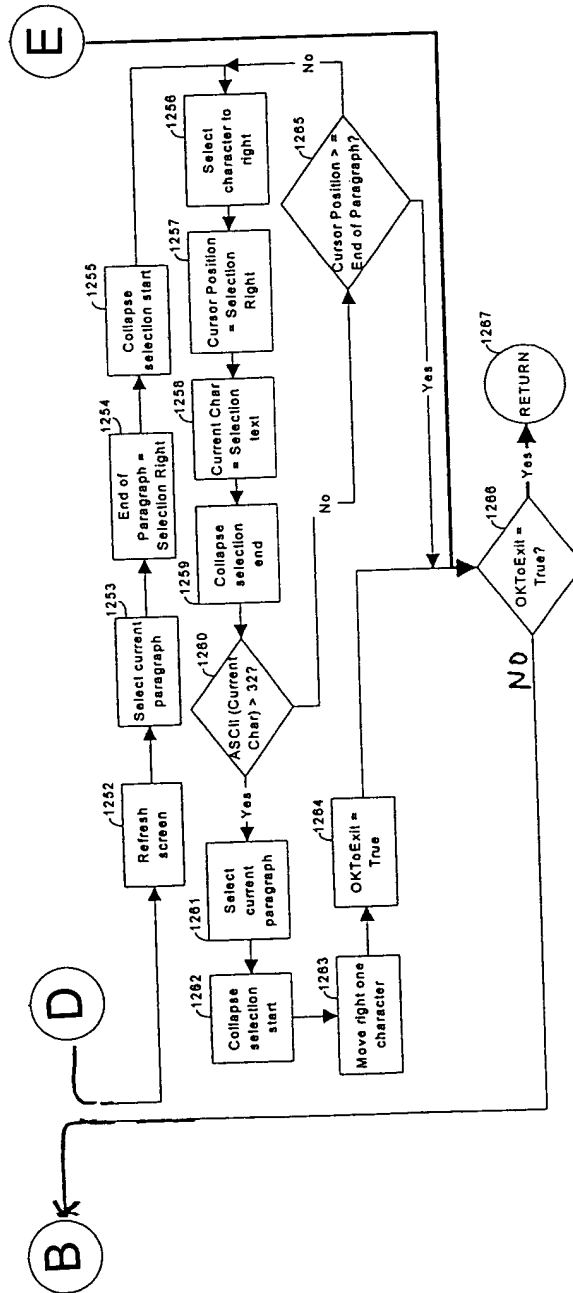 E
D
B
1252
Refresh
screen
1253
Select current
paragraph
1254
End of
Paragraph =
Selection Right
1255
Collapse
selection start
1256
Select
character to
right
1257
Cursor Position
= Selection
Right
1258
Current Char
= Selection
text
1259
Collapse
selection
end
1260
ASCII (Current
Char) > 32?
Yes
No
1261
Select
current
paragraph
1262
Collapse
selection
start
1263
Move right one
character
1264
OKToExit =
True
1265
Cursor Position > =
End of Paragraph?
No
Yes
1266
OKToExit =
True?
NO
Yes
1267
RETURN